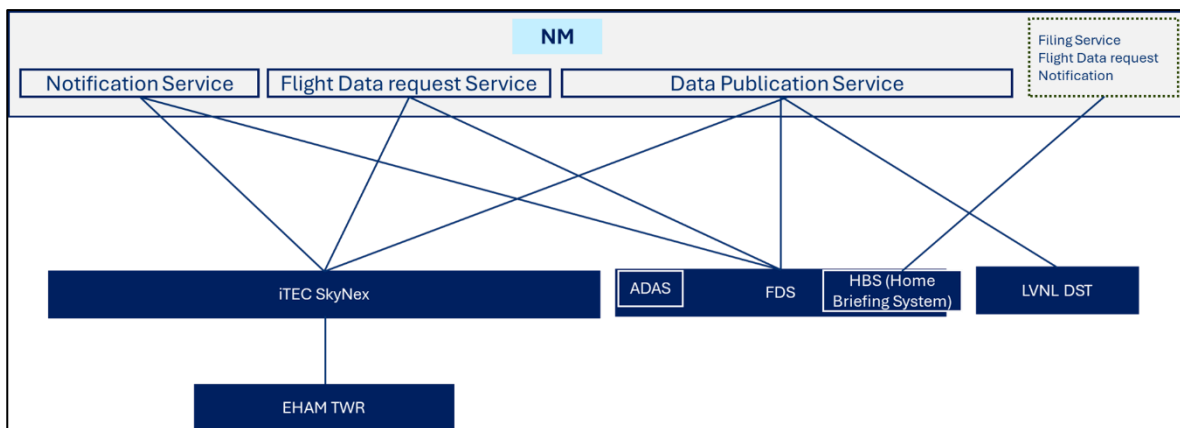 NM
Notification Service
Flight Data request Service
Data Publication Service
Filing Service
Flight Data request
Notification
iTEC SkyNex
ADAS
FDS
HBS (Home
Briefing System)
LVNL DST
EHAM TWR